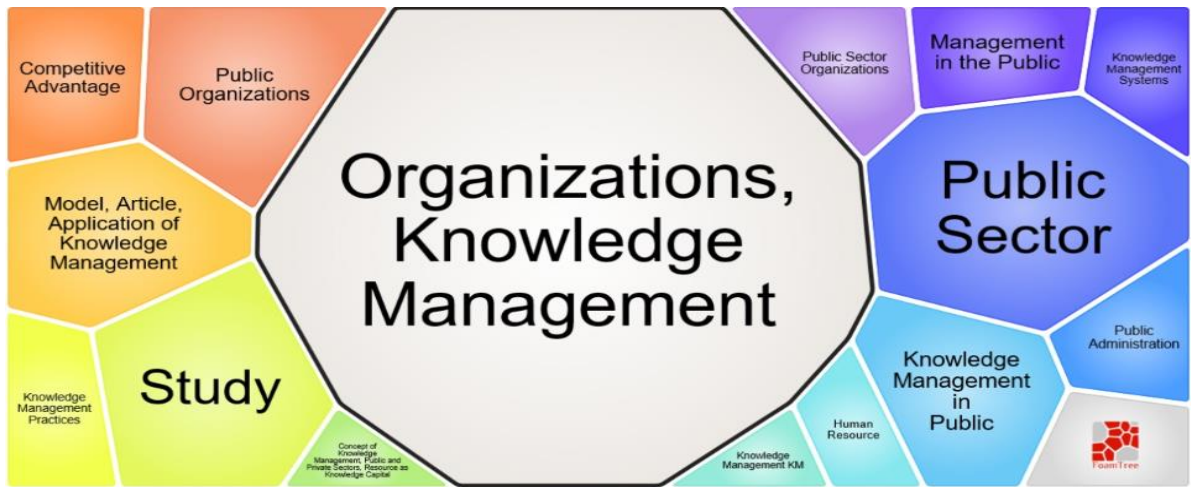 Competitive
Advantage
Public
Organizations
Organizations,
Knowledge
Management
Public Sector
Organizations
Management
in the Public
Knowledge
Management
Systems
Model, Article,
Application of
Knowledge
Management
Public
Sector
Knowledge
Management
Practices
Study
Concept of
Knowledge
Management, Public and
Private Sectors, Resource as
Knowledge Capital
Knowledge
Management KM
Human
Resource
Knowledge
Management
in
Public
Public
Administration
FoamTree